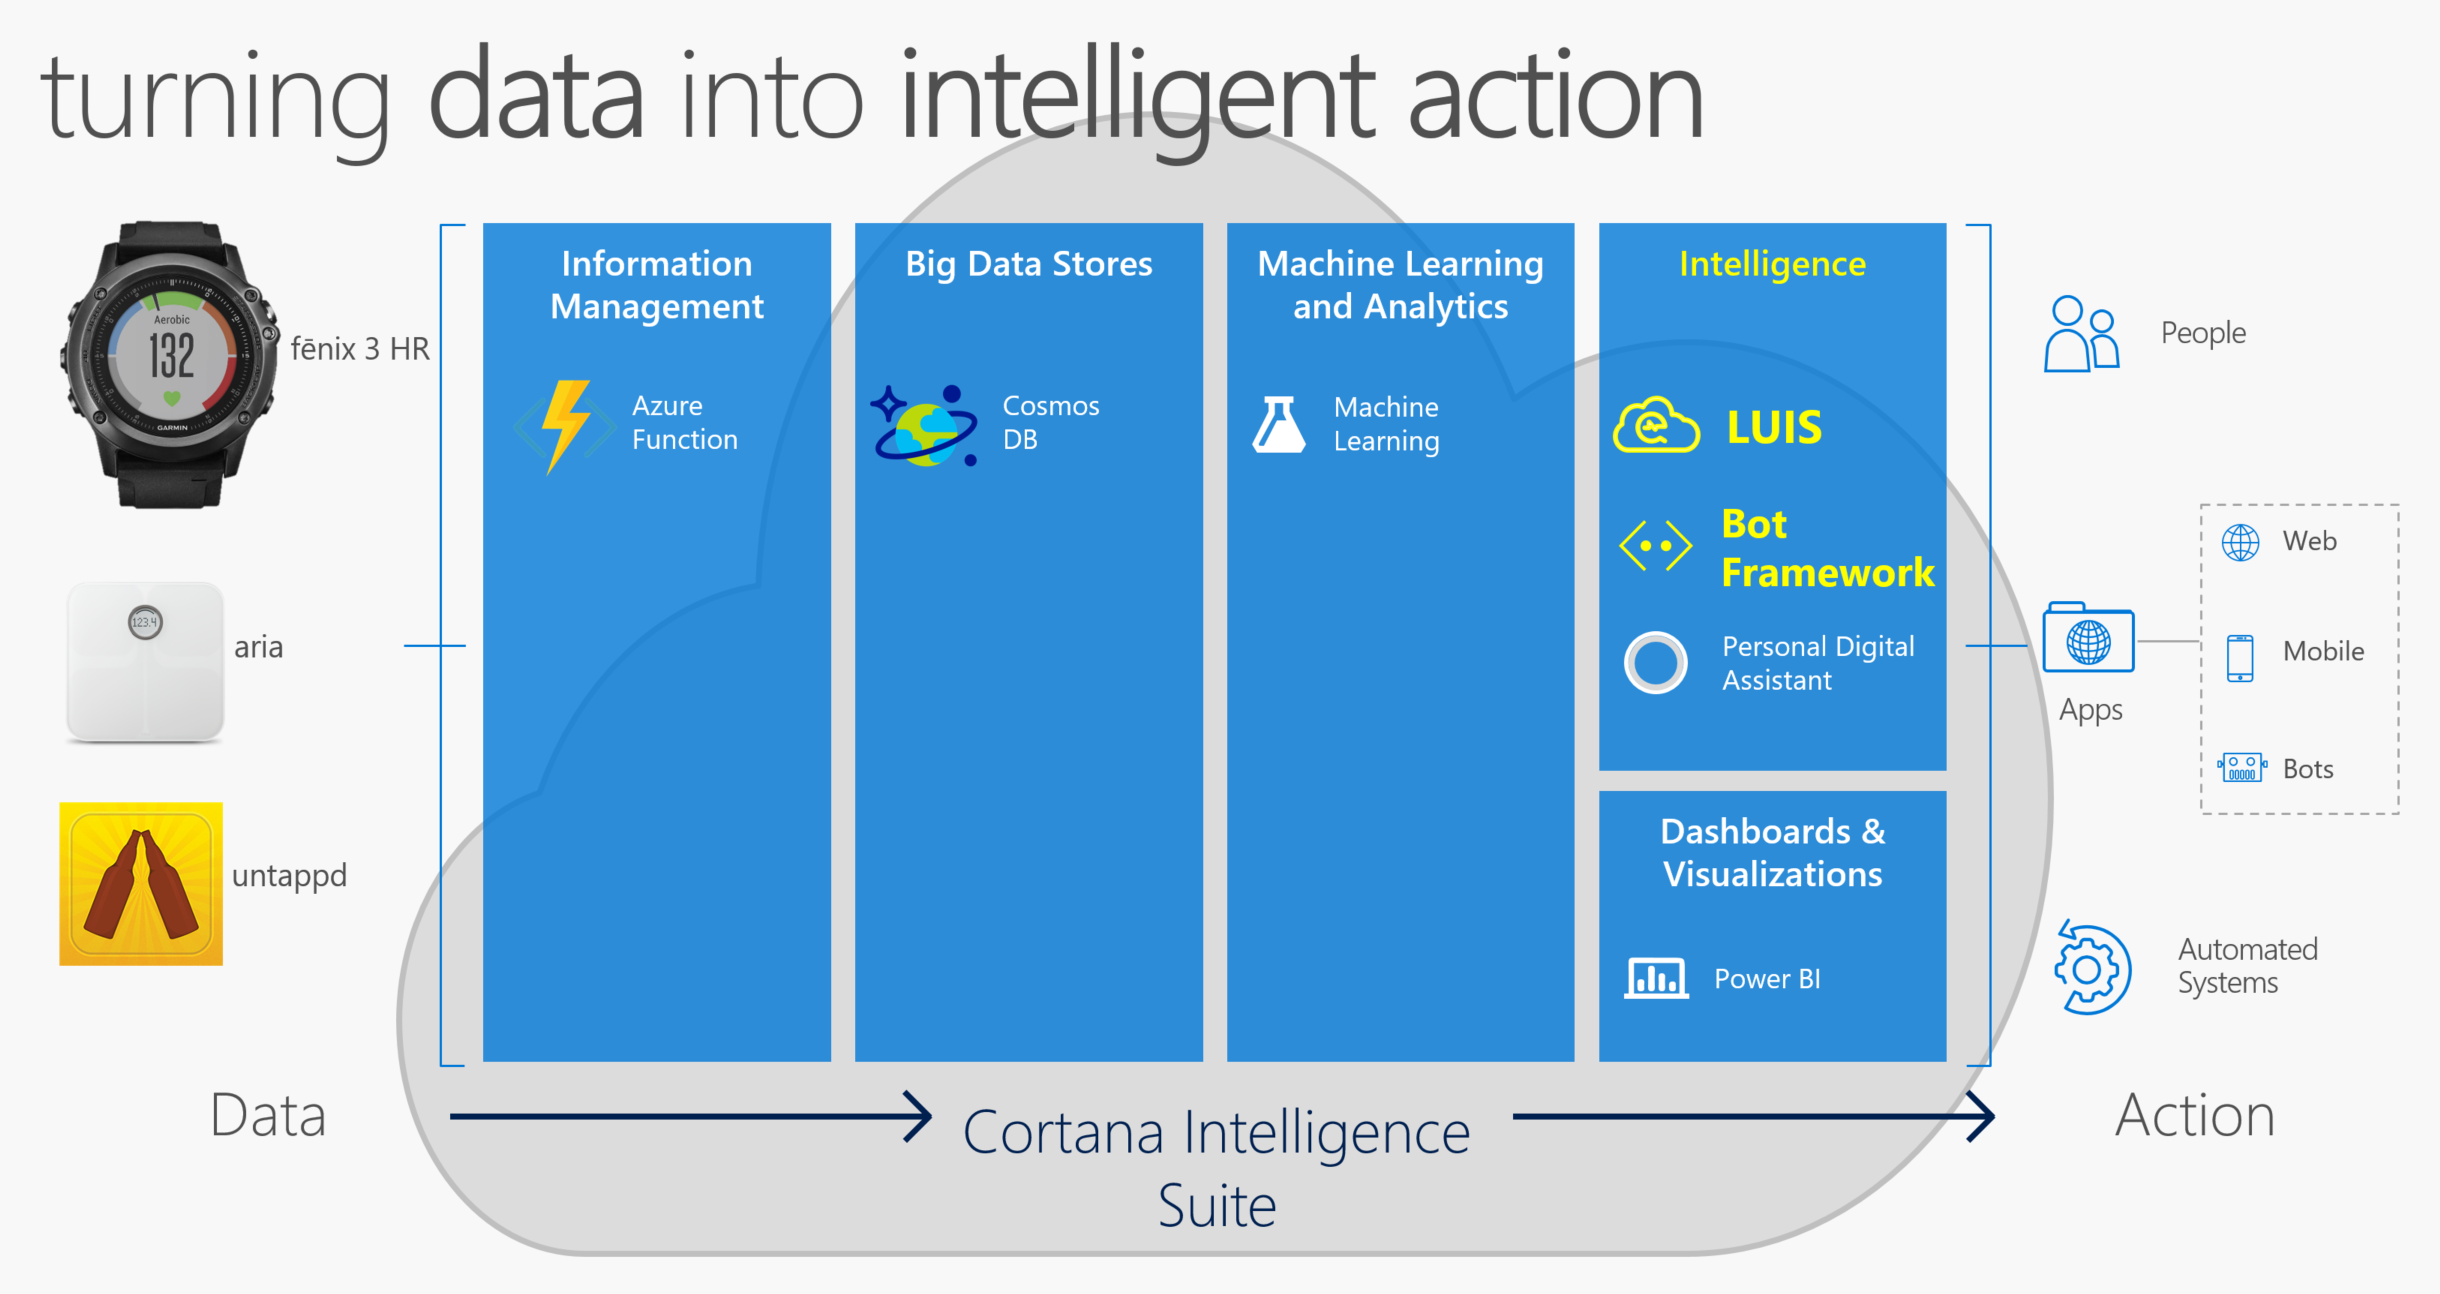 turning data into intelligent action
Aerobic
132
GARMIN
fēnix 3 HR
123.4
aria
untappd
Data
Information
Management
Azure
Function
Big Data Stores
Cosmos
DB
Machine Learning
and Analytics
Machine
Learning
Intelligence
LUIS
Bot
Framework
Personal Digital
Assistant
Dashboards &
Visualizations
Power BI
Cortana Intelligence
Suite
People
Apps
Web
Mobile
Bots
Automated
Systems
Action